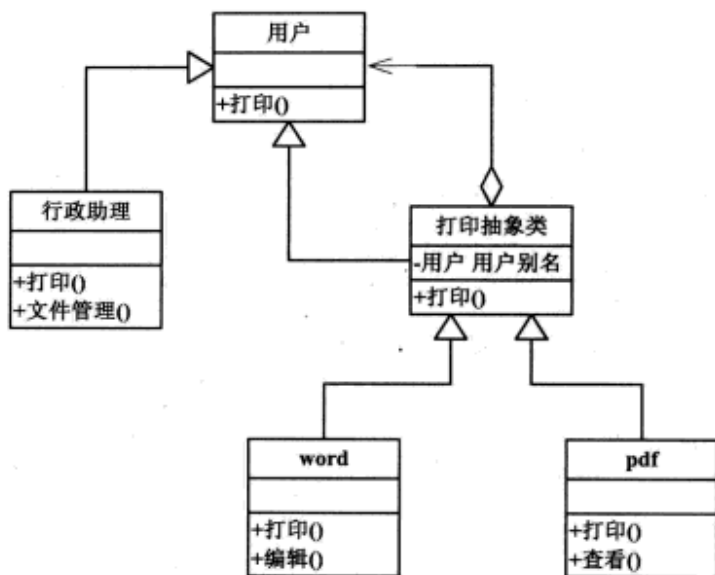 用户
+打印()
行政助理
+打印()
+文件管理()
打印抽象类
-用户 用户别名
+打印()
word
+打印()
+编辑()
pdf
+打印()
+查看()